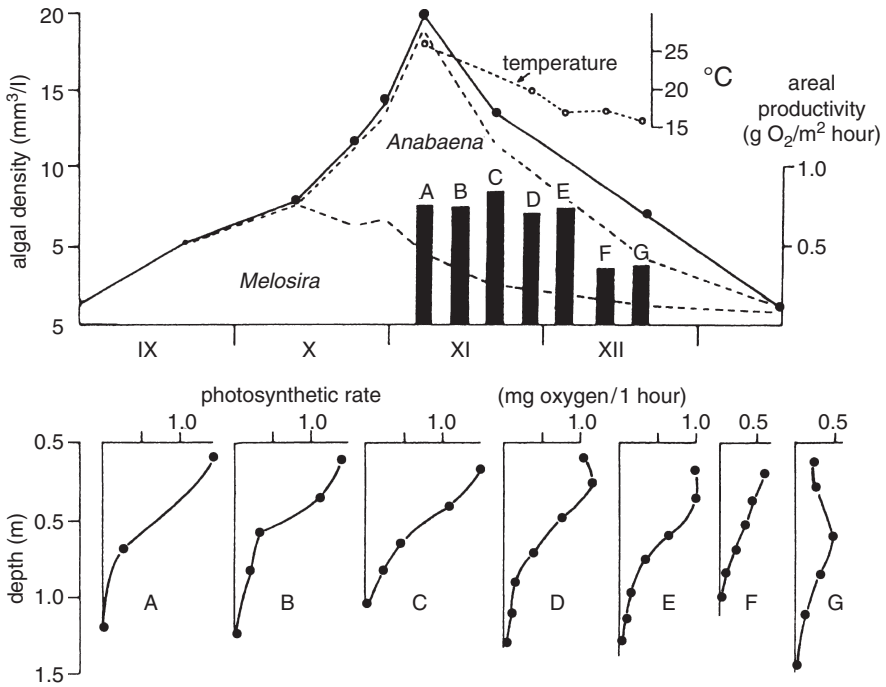 20
15
10
5
5
algal density (mm³/l)
temperature
25
20
15
°C
areal
productivity
(g O₂/m² hour)
1.0
0.5
Anabaena
Melosira
A B C D E F G
IX X XI XII
photosynthetic rate (mg oxygen/1 hour)
1.0 1.0 1.0 1.0 1.0 0.5 0.5
0.5
0.5
1.0
1.5
depth (m)
A B C D E F G